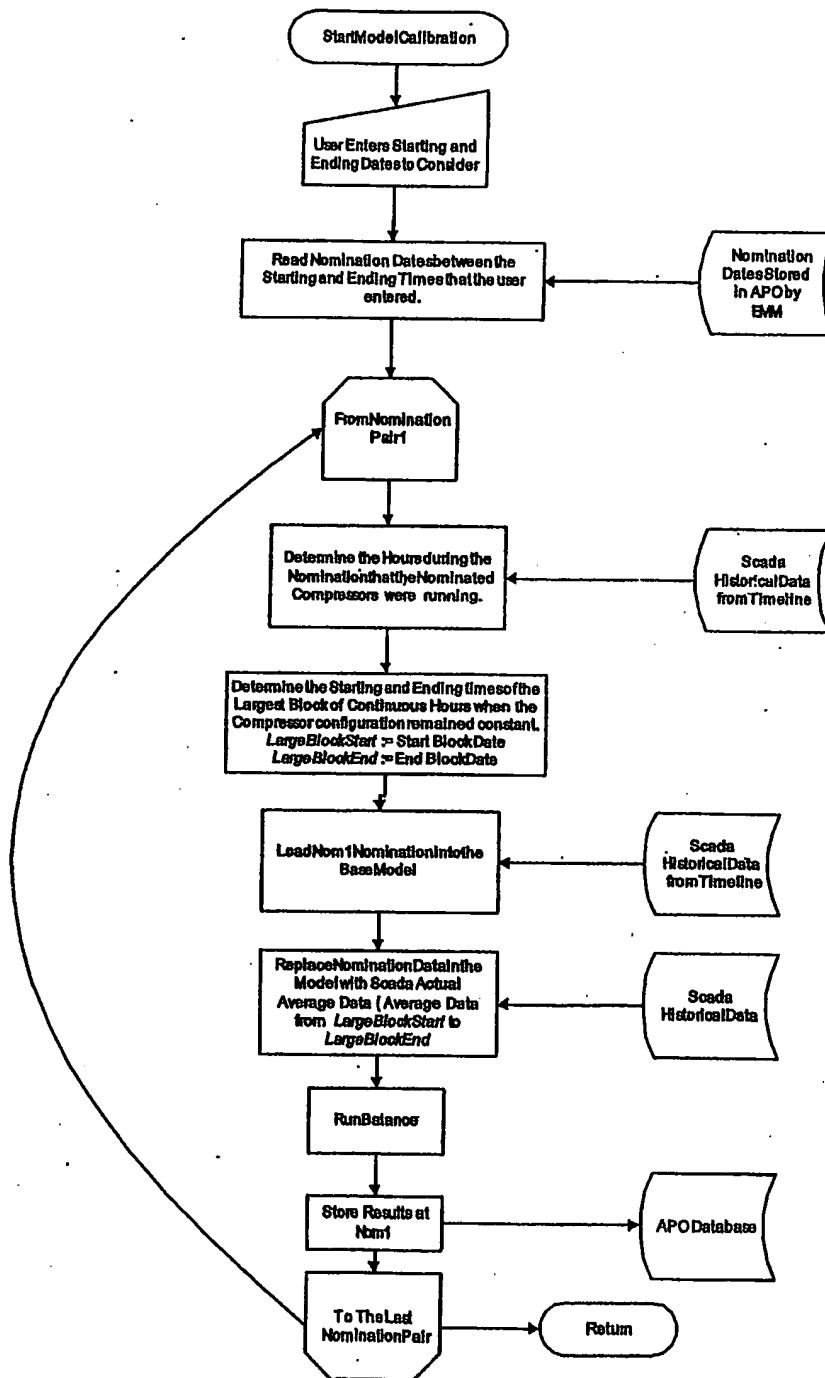 Start Model Calibration
User Enters Starting and
Ending Dates to Consider
Read Nomination Dates between the
Starting and Ending Times that the user
entered.
Nomination
Dates Stored
in APO by
EMM
From Nomination
Pair 1
Determine the Hours during the
Nomination that the Nominated
Compressors were running.
Scada
Historical Data
from Timeline
Determine the Starting and Ending times of the
Largest Block of Continuous Hours when the
Compressor configuration remained constant.
LargeBlockStart := Start BlockDate
LargeBlockEnd := End BlockDate
Load Nom1 Nomination Into the
Base Model
Scada
Historical Data
from Timeline
Replace Nomination Data In the
Model with Scada Actual
Average Data ( Average Data
from LargeBlockStart to
LargeBlockEnd
Scada
Historical Data
Run Balance
Store Results at
Nom1
APO Database
To The Last
Nomination Pair
Return